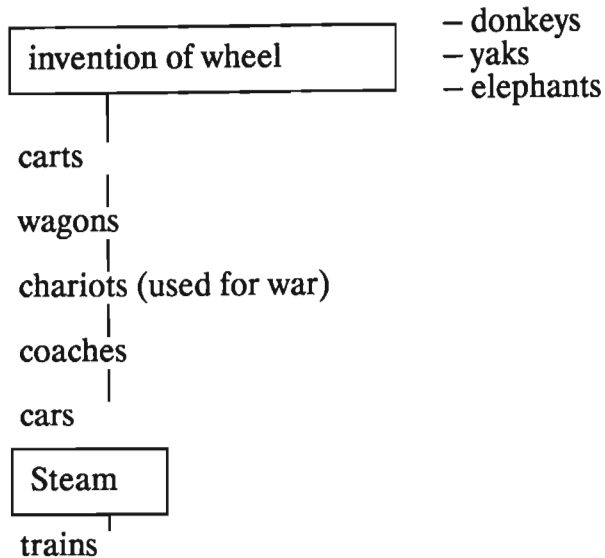 invention of wheel
– donkeys
– yaks
– elephants
carts
wagons
chariots (used for war)
coaches
cars
Steam
trains